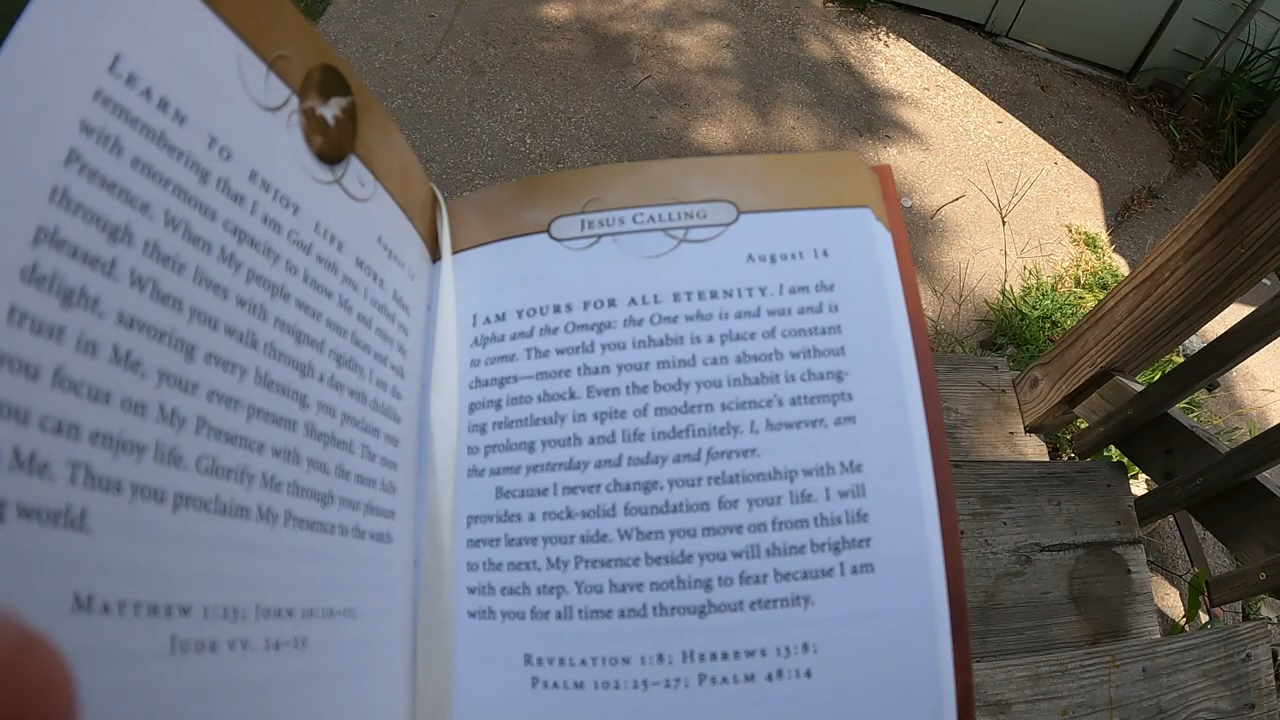 August 13
LEARN TO ENJOY LIFE MORE. Relax,
remembering that I am God with you. I crafted you
with enormous capacity to know Me and enjoy My
Presence. When My people wear sour faces and walk
through their lives with resigned rigidity, I am dis-
pleased. When you walk through a day with childlike
delight, savoring every blessing, you proclaim your
trust in Me, your ever-present Shepherd. The more
you focus on My Presence with you, the more fully
you can enjoy life. Glorify Me through your pleasure
Me. Thus you proclaim My Presence to the watch-
world.
MATTHEW 1:23; JOHN 10:10–11;
JUDE VV. 24–25
JESUS CALLING
August 14
I AM YOURS FOR ALL ETERNITY. I am the
Alpha and the Omega: the One who is and was and is
to come. The world you inhabit is a place of constant
changes—more than your mind can absorb without
going into shock. Even the body you inhabit is chang-
ing relentlessly in spite of modern science's attempts
to prolong youth and life indefinitely. I, however, am
the same yesterday and today and forever.
Because I never change, your relationship with Me
provides a rock-solid foundation for your life. I will
never leave your side. When you move on from this life
to the next, My Presence beside you will shine brighter
with each step. You have nothing to fear because I am
with you for all time and throughout eternity.
REVELATION 1:8; HEBREWS 13:8;
PSALM 102:25–27; PSALM 48:14